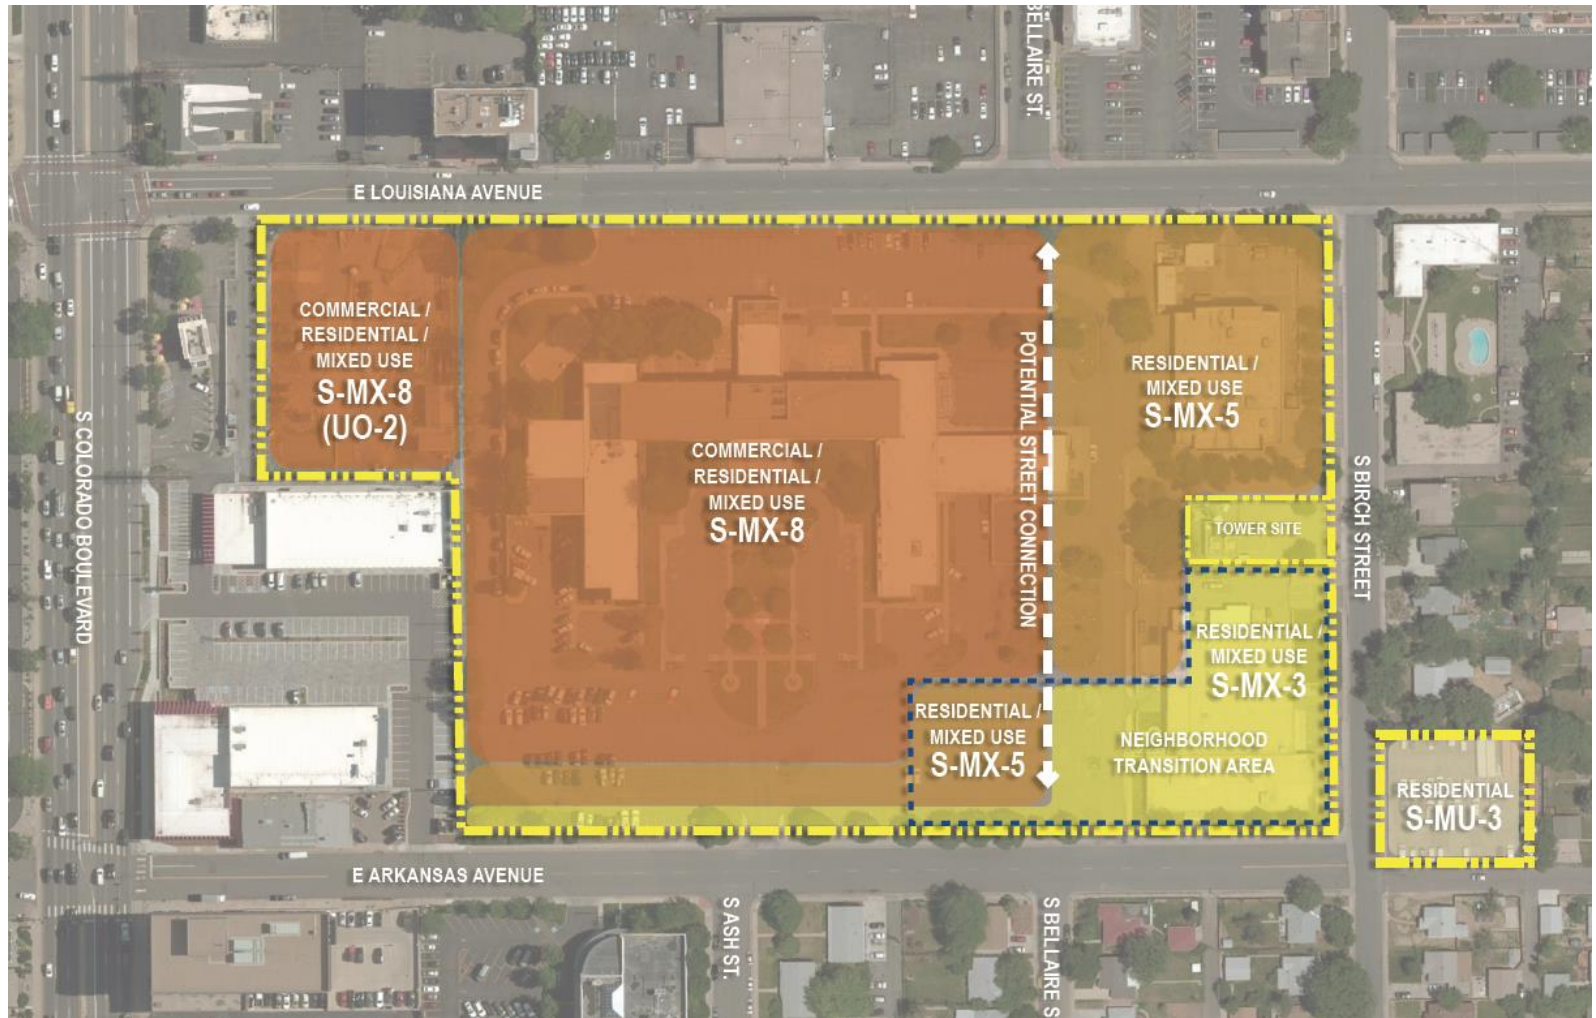 BELLAIRE ST.
E LOUISIANA AVENUE
COMMERCIAL /
RESIDENTIAL /
MIXED USE
S-MX-8
(UO-2)
S COLORADO BOULEVARD
COMMERCIAL /
RESIDENTIAL /
MIXED USE
S-MX-8
POTENTIAL STREET CONNECTION
RESIDENTIAL /
MIXED USE
S-MX-5
TOWER SITE
S BIRCH STREET
RESIDENTIAL /
MIXED USE
S-MX-3
RESIDENTIAL /
MIXED USE
S-MX-5
NEIGHBORHOOD
TRANSITION AREA
RESIDENTIAL
S-MU-3
E ARKANSAS AVENUE
S ASH ST.
S BELLAIRE S